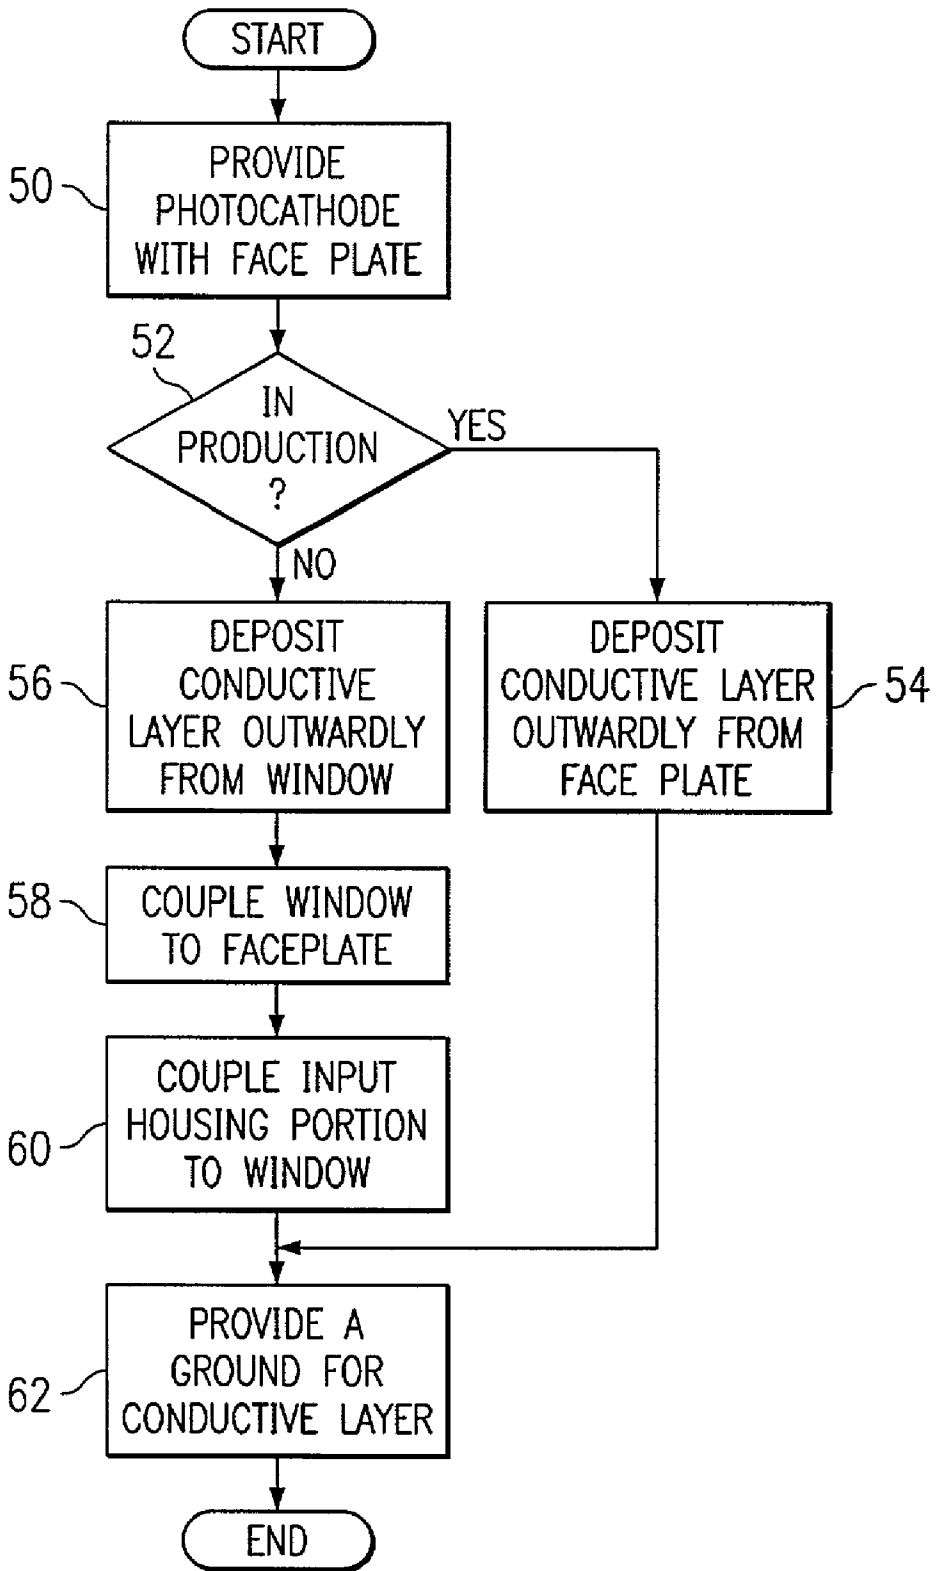 START
50
PROVIDE
PHOTOCATHODE
WITH FACE PLATE
52
IN
PRODUCTION
?
YES
NO
56
DEPOSIT
CONDUCTIVE
LAYER OUTWARDLY
FROM WINDOW
DEPOSIT
CONDUCTIVE LAYER
OUTWARDLY FROM
FACE PLATE
54
58
COUPLE WINDOW
TO FACEPLATE
60
COUPLE INPUT
HOUSING PORTION
TO WINDOW
62
PROVIDE A
GROUND FOR
CONDUCTIVE LAYER
END